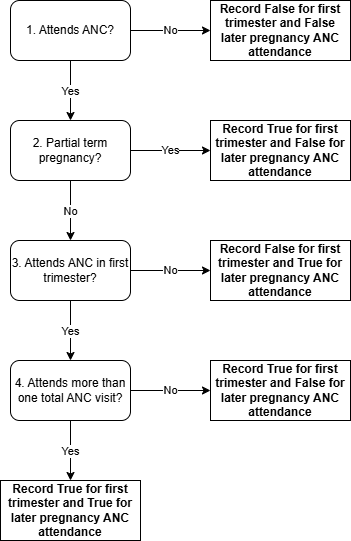 1. Attends ANC?
No
Record False for first
trimester and False
later pregnancy ANC
attendance
Yes
2. Partial term
pregnancy?
Yes
Record True for first
trimester and False for
later pregnancy ANC
attendance
No
3. Attends ANC in first
trimester?
No
Record False for first
trimester and True for
later pregnancy ANC
attendance
Yes
4. Attends more than
one total ANC visit?
No
Record True for first
trimester and False for
later pregnancy ANC
attendance
Yes
Record True for first
trimester and True for
later pregnancy ANC
attendance